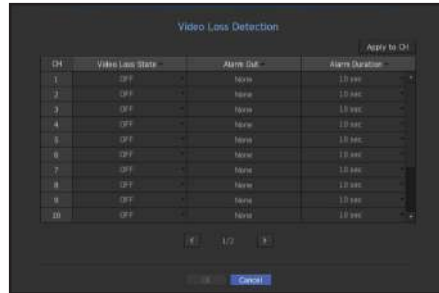 Video Loss Detection
Apply to CH
CH Video Loss State Alarm Out Alarm Duration
1 OFF None 10 sec
2 OFF None 10 sec
3 OFF None 10 sec
4 OFF None 10 sec
5 OFF None 10 sec
6 OFF None 10 sec
7 OFF None 10 sec
8 OFF None 10 sec
9 OFF None 10 sec
10 OFF None 10 sec
1/2
OK Cancel